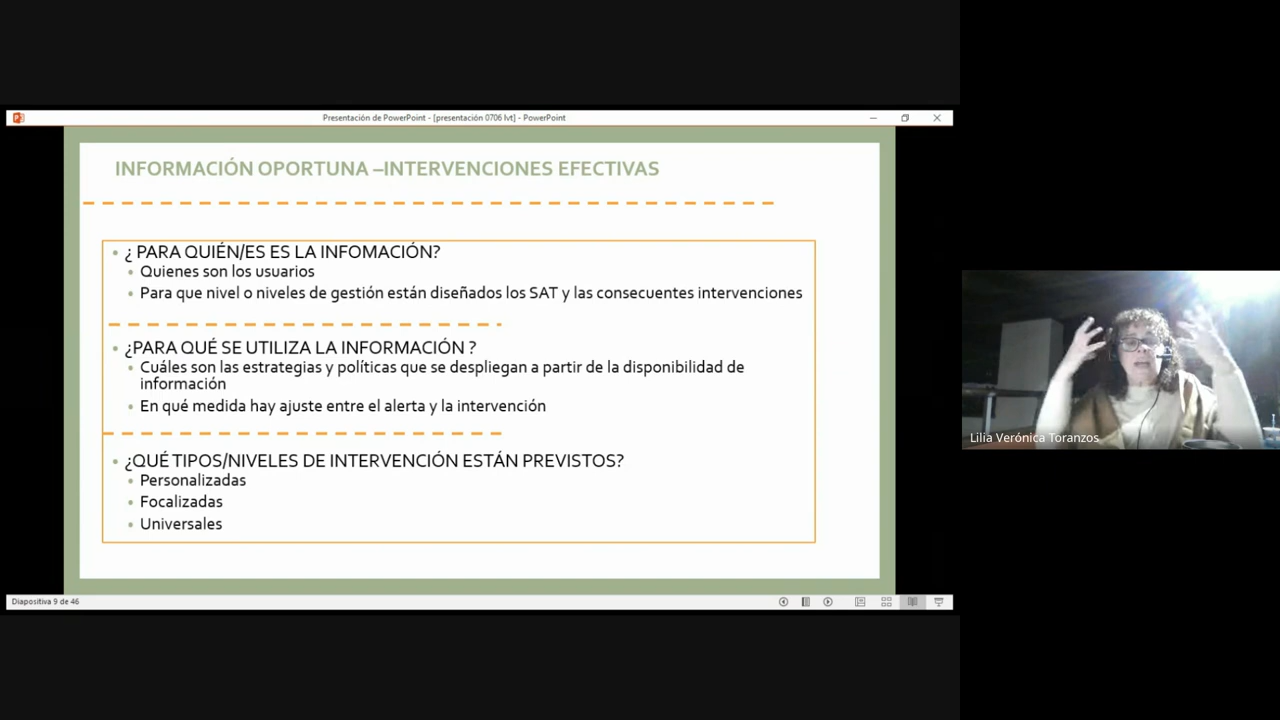 Presentación de PowerPoint - [presentación 0706 lvt] - PowerPoint
INFORMACIÓN OPORTUNA –INTERVENCIONES EFECTIVAS
• ¿ PARA QUIÉN/ES ES LA INFOMACIÓN?
• Quienes son los usuarios
• Para que nivel o niveles de gestión están diseñados los SAT y las consecuentes intervenciones
• ¿PARA QUÉ SE UTILIZA LA INFORMACIÓN ?
• Cuáles son las estrategias y políticas que se despliegan a partir de la disponibilidad de
información
• En qué medida hay ajuste entre el alerta y la intervención
• ¿QUÉ TIPOS/NIVELES DE INTERVENCIÓN ESTÁN PREVISTOS?
• Personalizadas
• Focalizadas
• Universales
Diapositiva 9 de 46
Lilia Verónica Toranzos